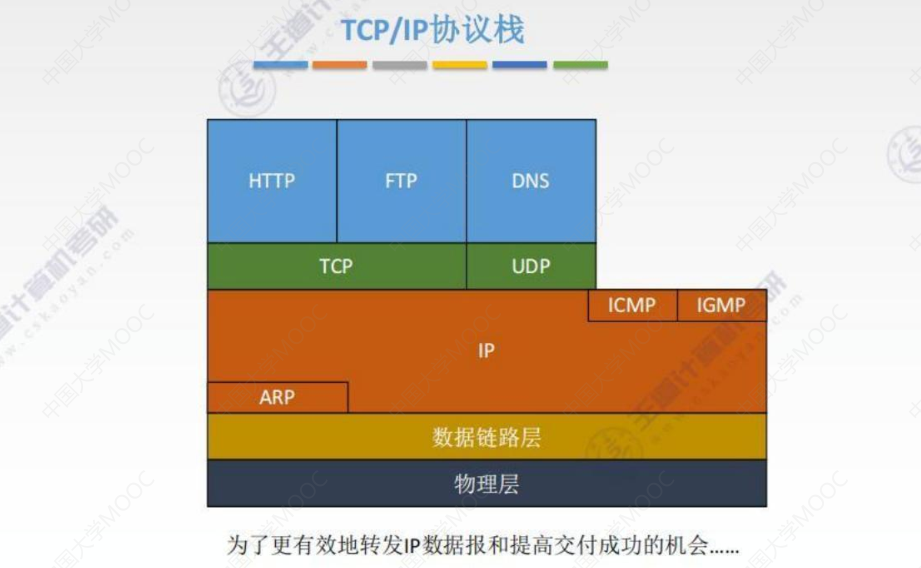 TCP/IP协议栈
HTTP FTP DNS
TCP UDP
ICMP IGMP
IP
ARP
数据链路层
物理层
为了更有效地转发IP数据报和提高交付成功的机会……
中国大学MOOC
王道计算机考研
www.cskaoyan.com